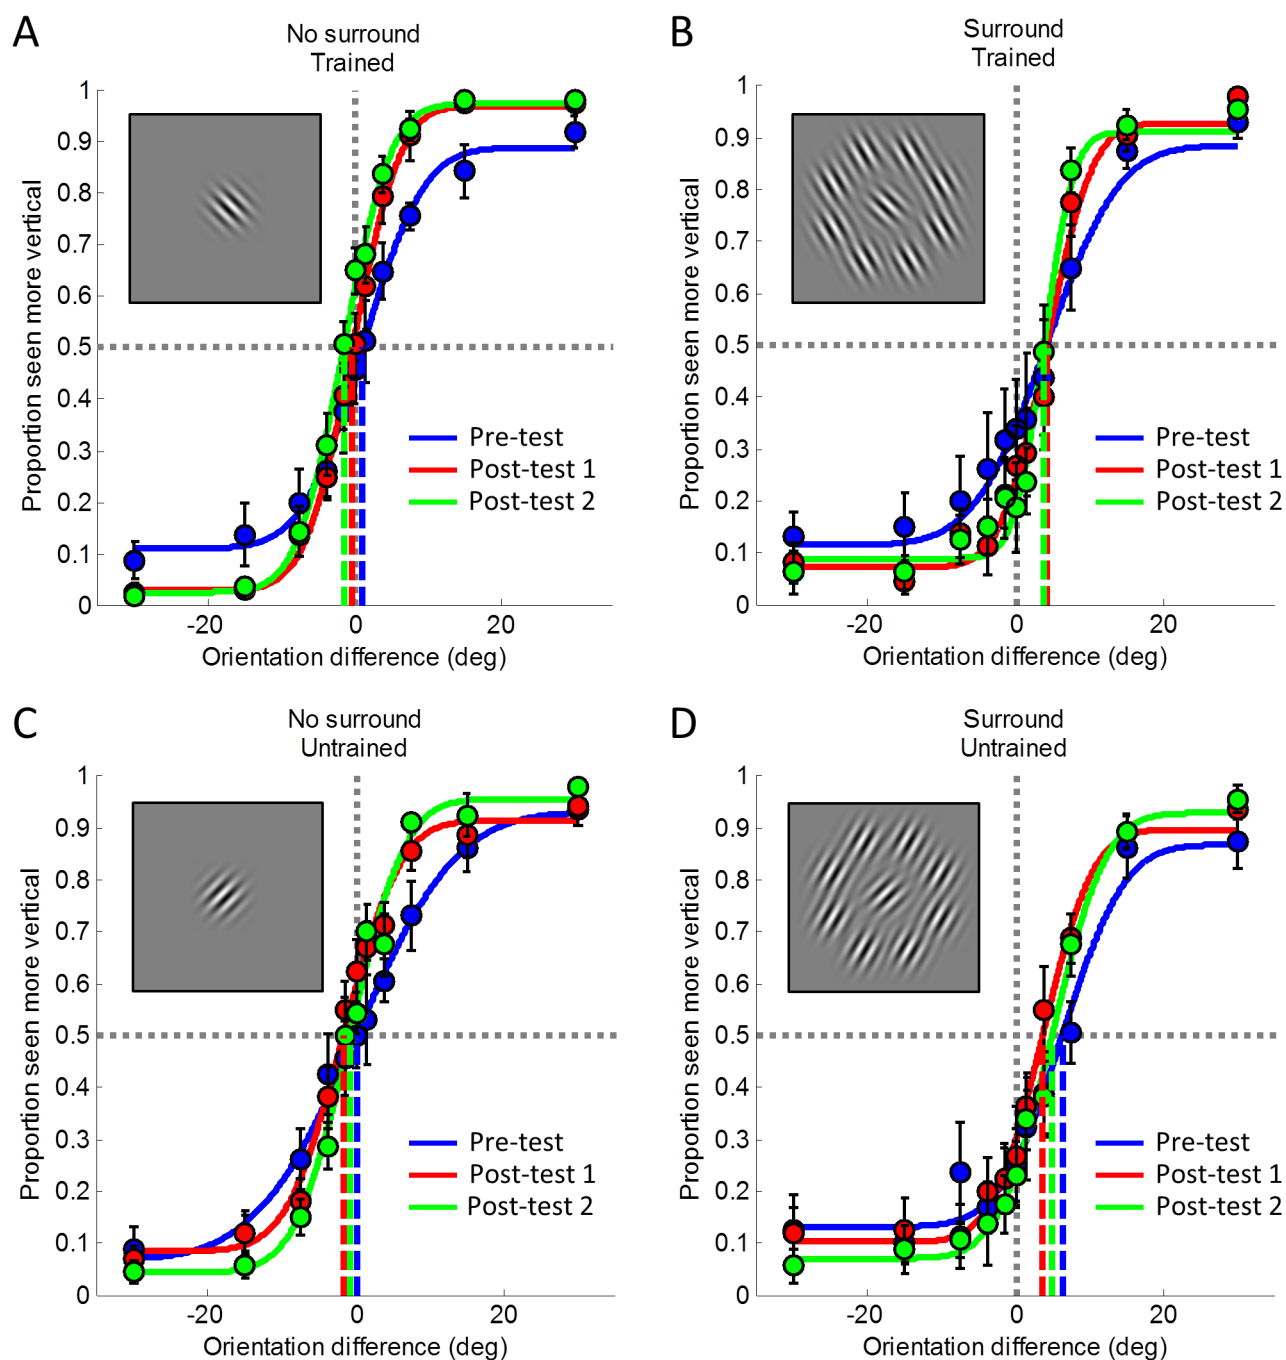 A
No surround
Trained
1
0.9
0.8
0.7
0.6
0.5
0.4
0.3
0.2
0.1
0
Proportion seen more vertical
Pre-test
Post-test 1
Post-test 2
-20
0
20
Orientation difference (deg)
B
Surround
Trained
1
0.9
0.8
0.7
0.6
0.5
0.4
0.3
0.2
0.1
0
Proportion seen more vertical
Pre-test
Post-test 1
Post-test 2
-20
0
20
Orientation difference (deg)
C
No surround
Untrained
1
0.9
0.8
0.7
0.6
0.5
0.4
0.3
0.2
0.1
0
Proportion seen more vertical
Pre-test
Post-test 1
Post-test 2
-20
0
20
Orientation difference (deg)
D
Surround
Untrained
1
0.9
0.8
0.7
0.6
0.5
0.4
0.3
0.2
0.1
0
Proportion seen more vertical
Pre-test
Post-test 1
Post-test 2
-20
0
20
Orientation difference (deg)